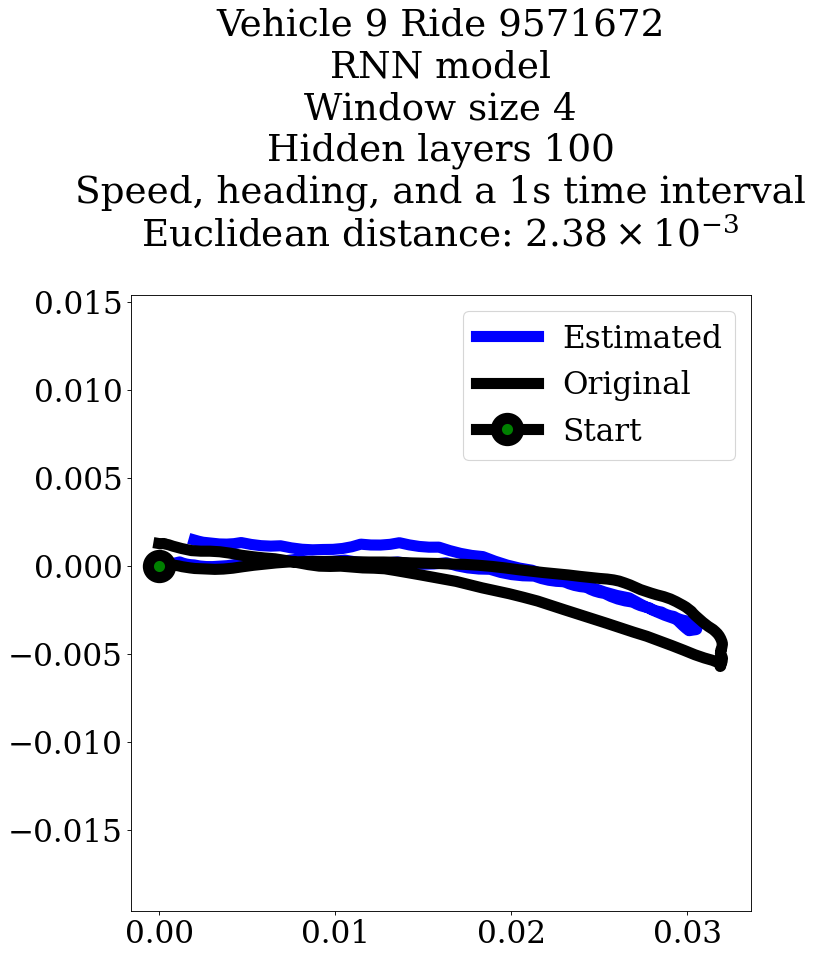 Vehicle 9 Ride 9571672
RNN model
Window size 4
Hidden layers 100
Speed, heading, and a 1s time interval
Euclidean distance: 2.38 × 10⁻³
0.015
0.010
0.005
0.000
−0.005
−0.010
−0.015
Estimated
Original
Start
0.00 0.01 0.02 0.03